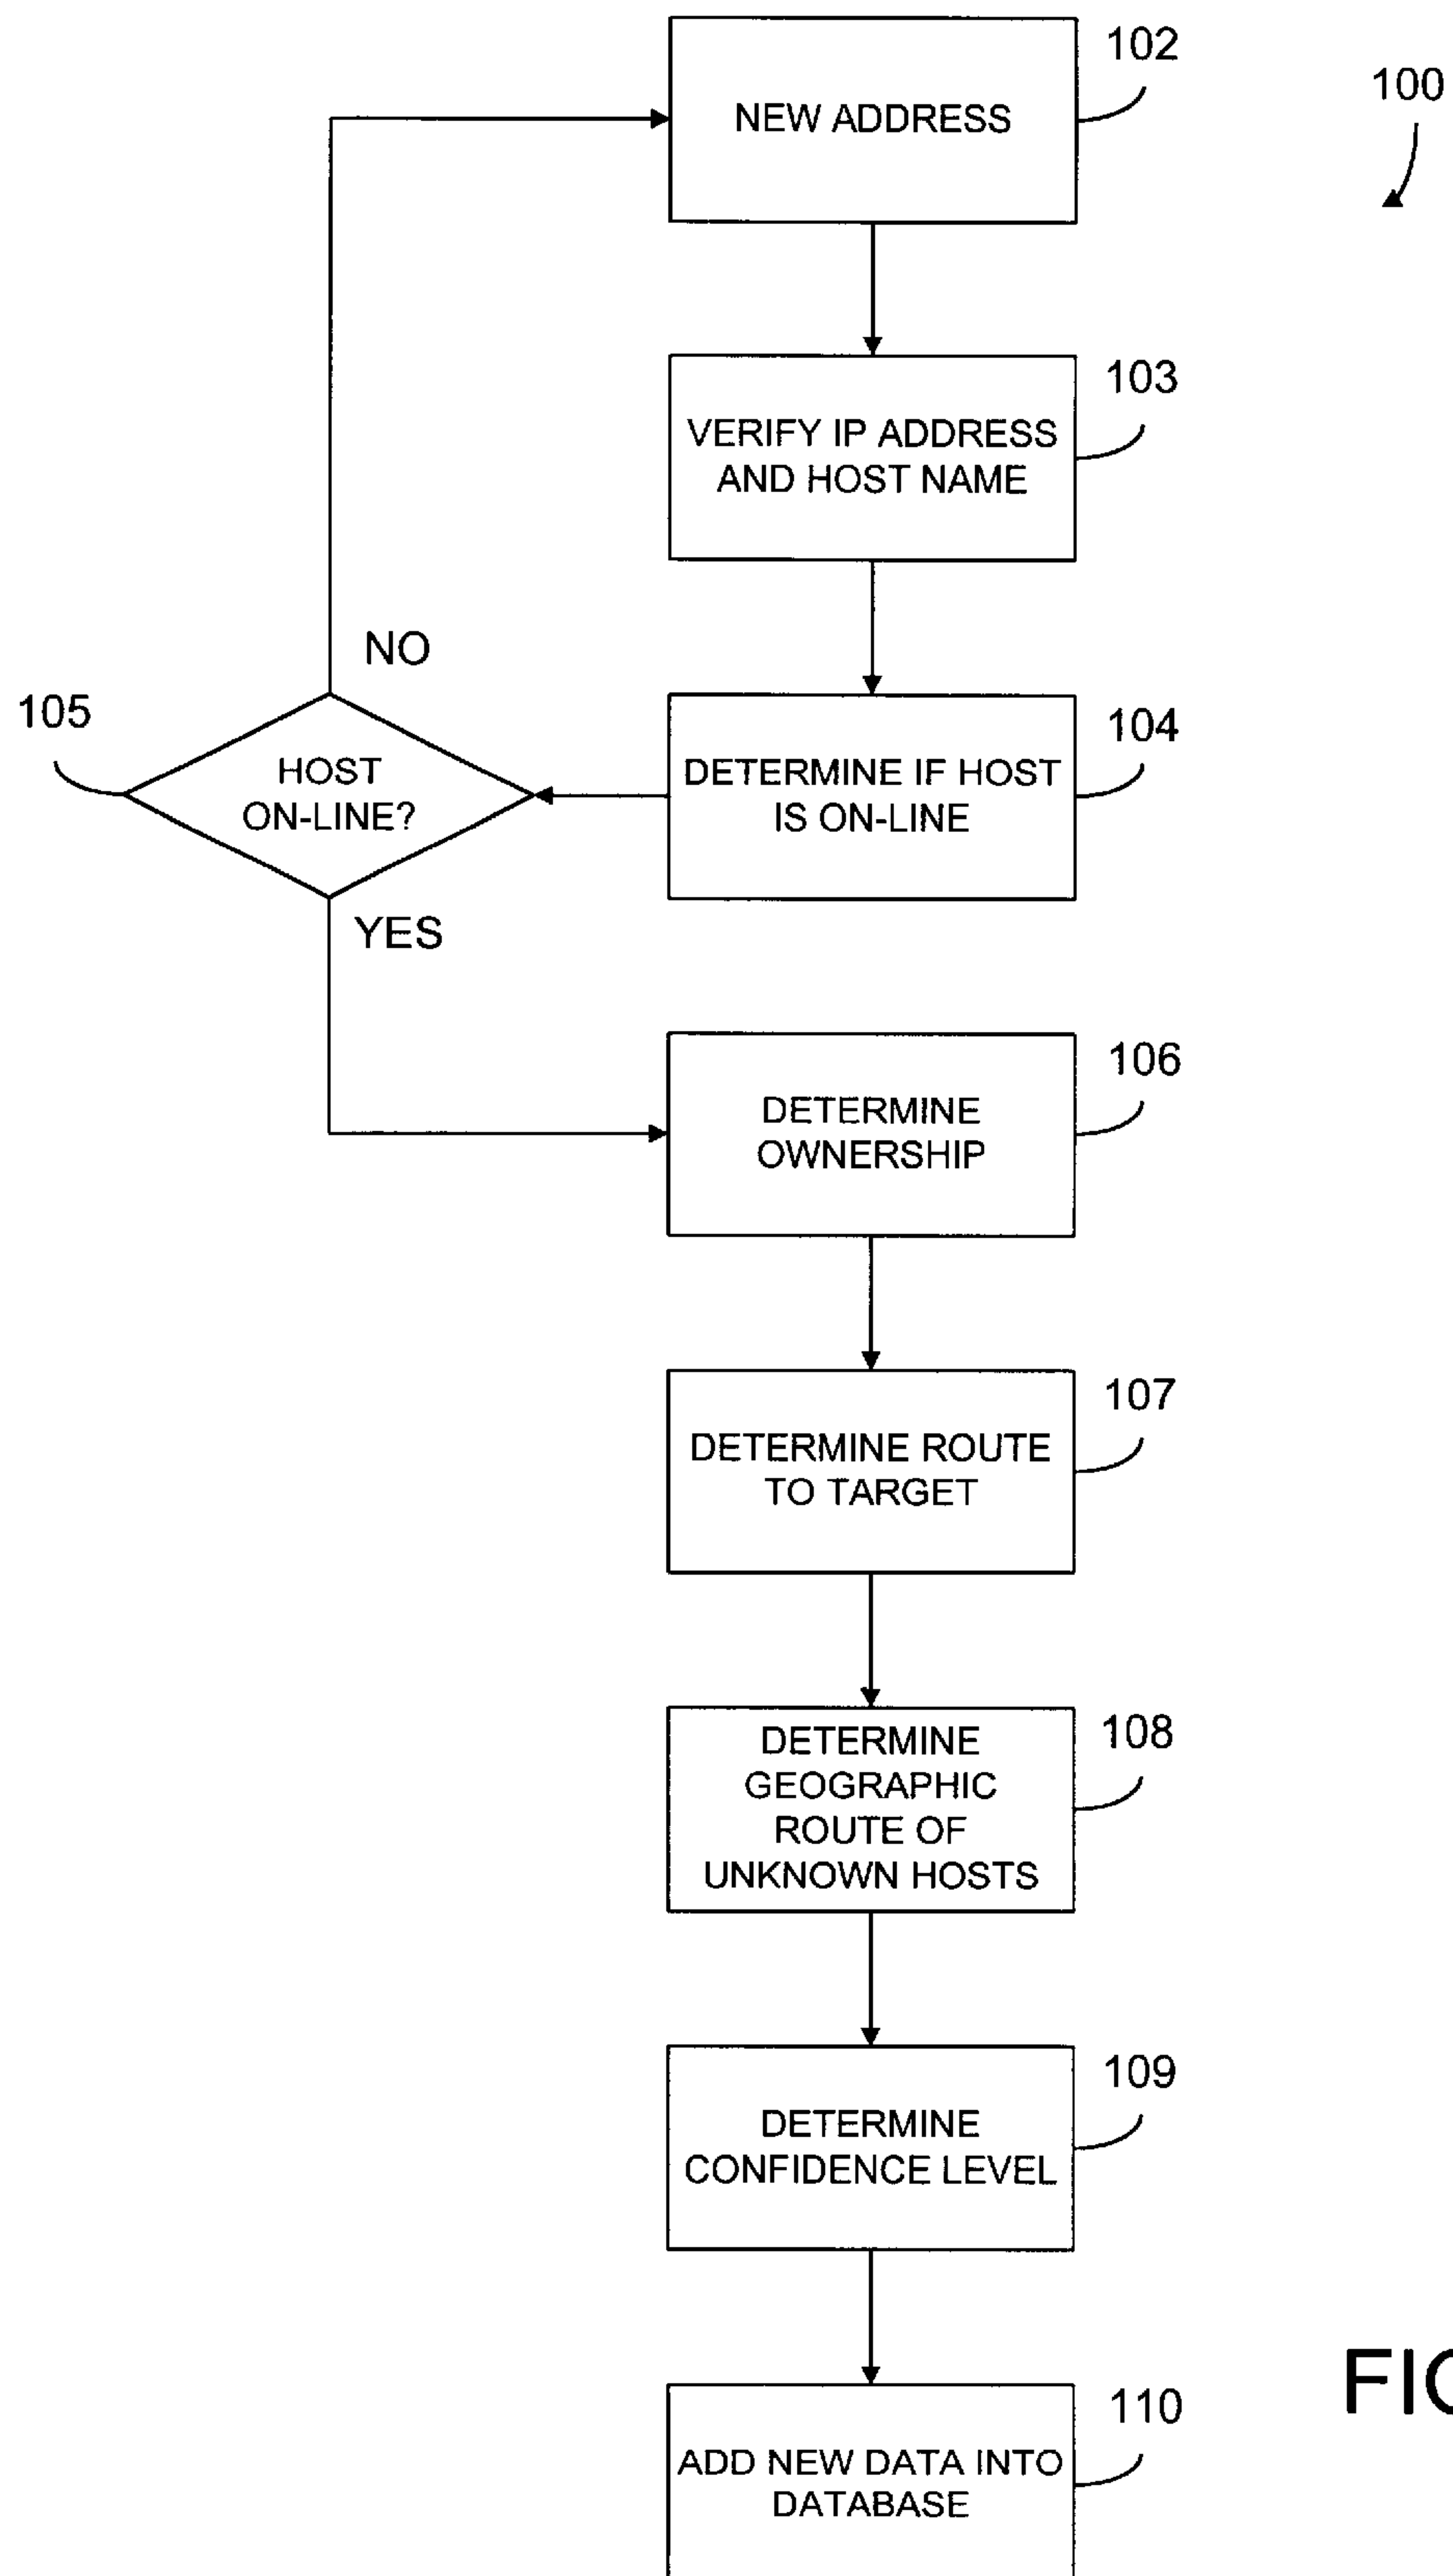 102
100
NEW ADDRESS
103
VERIFY IP ADDRESS
AND HOST NAME
NO
105
104
HOST
ON-LINE?
DETERMINE IF HOST
IS ON-LINE
YES
106
DETERMINE
OWNERSHIP
107
DETERMINE ROUTE
TO TARGET
108
DETERMINE
GEOGRAPHIC
ROUTE OF
UNKNOWN HOSTS
109
DETERMINE
CONFIDENCE LEVEL
110
ADD NEW DATA INTO
DATABASE